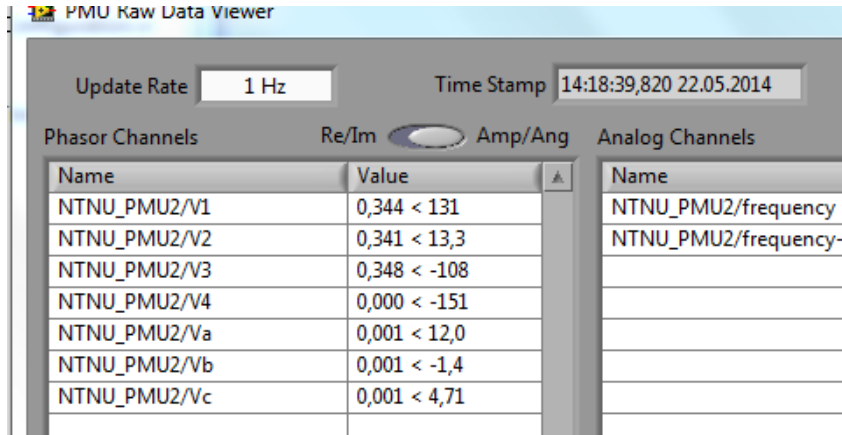 PMU Raw Data Viewer
Update Rate 1 Hz Time Stamp 14:18:39,820 22.05.2014
Phasor Channels Re/Im Amp/Ang Analog Channels
Name Value Name
NTNU_PMU2/V1 0,344 < 131 NTNU_PMU2/frequency
NTNU_PMU2/V2 0,341 < 13,3 NTNU_PMU2/frequency-
NTNU_PMU2/V3 0,348 < -108
NTNU_PMU2/V4 0,000 < -151
NTNU_PMU2/Va 0,001 < 12,0
NTNU_PMU2/Vb 0,001 < -1,4
NTNU_PMU2/Vc 0,001 < 4,71